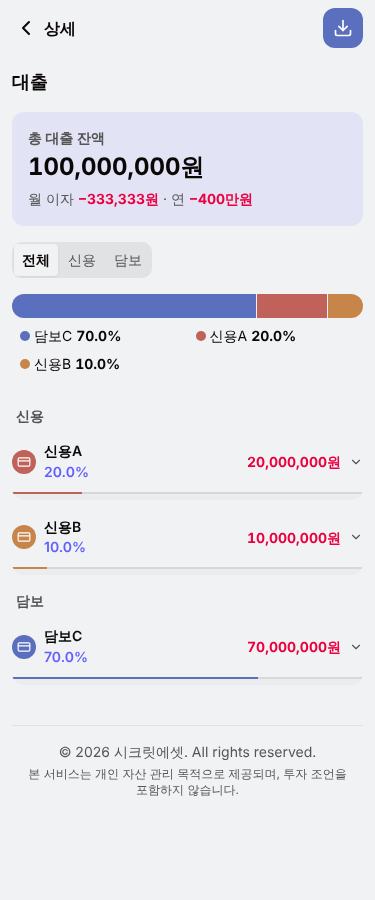 상세
대출
총 대출 잔액
100,000,000원
월 이자 −333,333원 · 연 −400만원
전체 신용 담보
담보C 70.0% 신용A 20.0%
신용B 10.0%
신용
신용A
20.0% 20,000,000원
신용B
10.0% 10,000,000원
담보
담보C
70.0% 70,000,000원
© 2026 시크릿에셋. All rights reserved.
본 서비스는 개인 자산 관리 목적으로 제공되며, 투자 조언을
포함하지 않습니다.